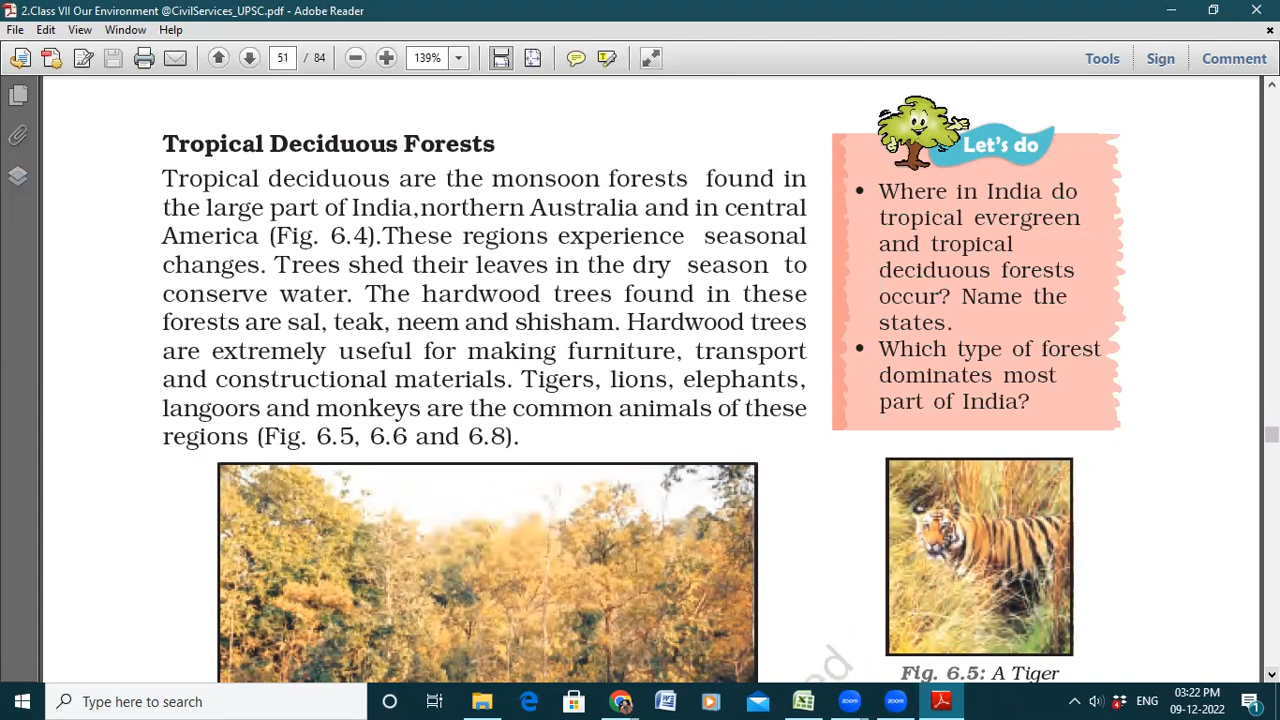 2.Class VII Our Environment @CivilServices_UPSC.pdf - Adobe Reader
File Edit View Window Help
51 / 84 139% Tools Sign Comment
Tropical Deciduous Forests
Tropical deciduous are the monsoon forests found in
the large part of India,northern Australia and in central
America (Fig. 6.4).These regions experience seasonal
changes. Trees shed their leaves in the dry season to
conserve water. The hardwood trees found in these
forests are sal, teak, neem and shisham. Hardwood trees
are extremely useful for making furniture, transport
and constructional materials. Tigers, lions, elephants,
langoors and monkeys are the common animals of these
regions (Fig. 6.5, 6.6 and 6.8).
Let's do
• Where in India do
tropical evergreen
and tropical
deciduous forests
occur? Name the
states.
• Which type of forest
dominates most
part of India?
Fig. 6.5: A Tiger
Type here to search
zoom
zoom
ENG
03:22 PM
09-12-2022
1